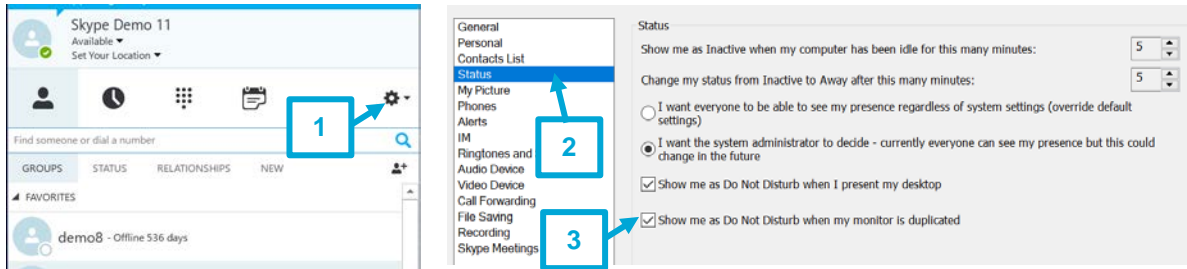 Skype Demo 11
Available
Set Your Location
1
Find someone or dial a number
GROUPS STATUS RELATIONSHIPS NEW
FAVORITES
demo8 - Offline 536 days
General
Personal
Contacts List
Status
My Picture
Phones
Alerts
IM
Ringtones and
Audio Device
Video Device
Call Forwarding
File Saving
Recording
Skype Meetings
2
3
Status
Show me as Inactive when my computer has been idle for this many minutes: 5
Change my status from Inactive to Away after this many minutes: 5
I want everyone to be able to see my presence regardless of system settings (override default
settings)
I want the system administrator to decide - currently everyone can see my presence but this could
change in the future
Show me as Do Not Disturb when I present my desktop
Show me as Do Not Disturb when my monitor is duplicated